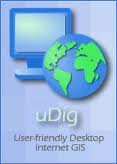 uDig
User-friendly Desktop
Internet GIS